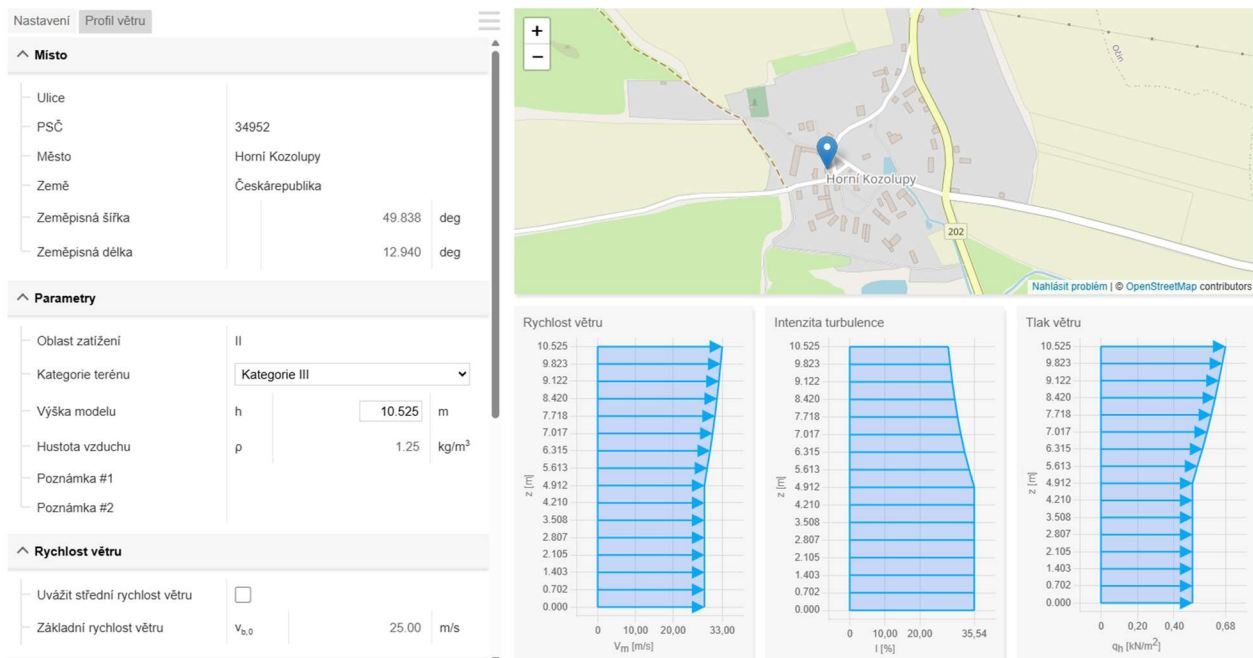 Nastavení Profil větru
Místo
Ulice
PSČ 34952
Město Horní Kozolupy
Země Českárepublika
Zeměpisná šířka 49.838 deg
Zeměpisná délka 12.940 deg
Parametry
Oblast zatížení II
Kategorie terénu Kategorie III
Výška modelu h 10.525 m
Hustota vzduchu ρ 1.25 kg/m³
Poznámka #1
Poznámka #2
Rychlost větru
Uvážit střední rychlost větru
Základní rychlost větru vb,0 25.00 m/s
+
−
Očín
Horní Kozolupy
202
Nahlásit problém | © OpenStreetMap contributors
Rychlost větru
10.525
9.823
9.122
8.420
7.718
7.017
6.315
5.613
4.912
4.210
3.508
2.807
2.105
1.403
0.702
0.000
z [m]
0 10,00 20,00 33,00
Vm [m/s]
Intenzita turbulence
10.525
9.823
9.122
8.420
7.718
7.017
6.315
5.613
4.912
4.210
3.508
2.807
2.105
1.403
0.702
0.000
z [m]
0 10,00 20,00 35,54
I [%]
Tlak větru
10.525
9.823
9.122
8.420
7.718
7.017
6.315
5.613
4.912
4.210
3.508
2.807
2.105
1.403
0.702
0.000
z [m]
0 0,20 0,40 0,68
qh [kN/m²]